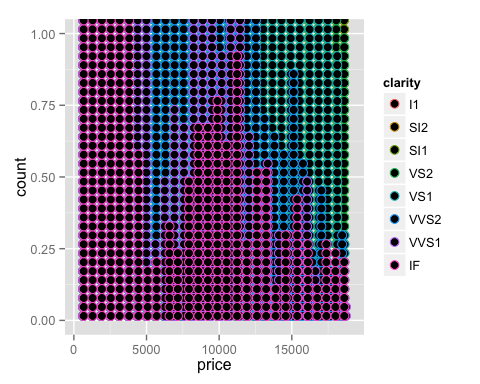 1.00
0.75
0.50
0.25
0.00
count
0
5000
10000
15000
price
clarity
I1
SI2
SI1
VS2
VS1
VVS2
VVS1
IF